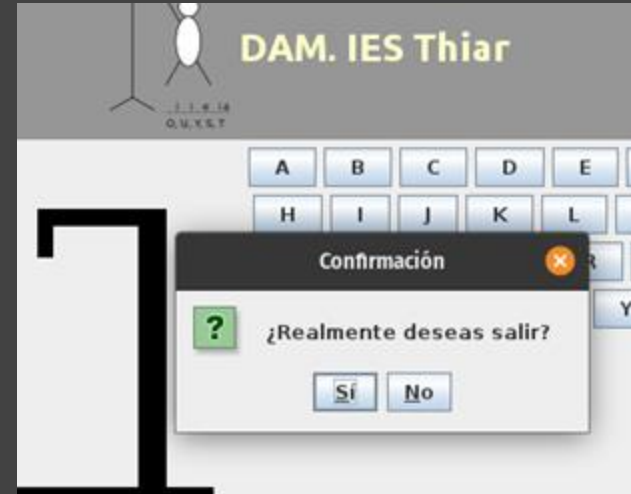 DAM. IES Thiar
O, U, Y, S, T
A B C D E
H I J K L
Confirmación
R
Y
¿Realmente deseas salir?
Sí No